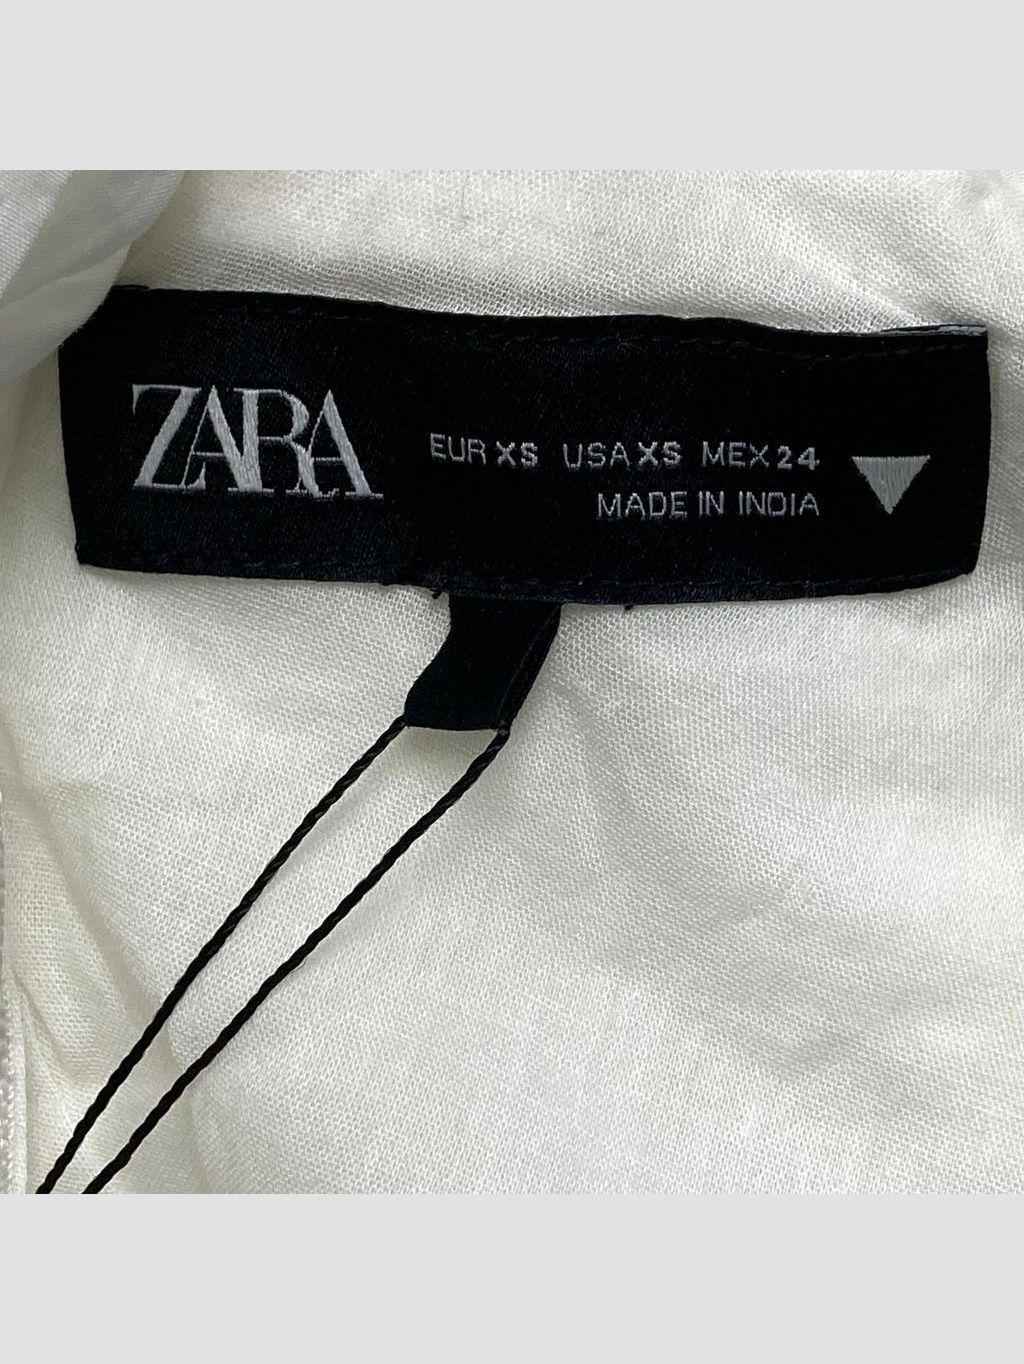 ZARA
EUR XS USA XS MEX 24
MADE IN INDIA